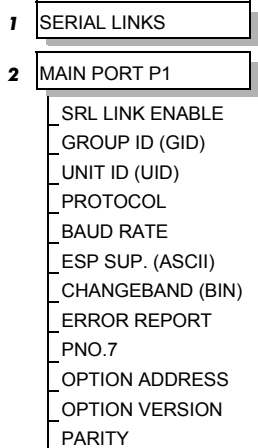 1 SERIAL LINKS
2 MAIN PORT P1
SRL LINK ENABLE
GROUP ID (GID)
UNIT ID (UID)
PROTOCOL
BAUD RATE
ESP SUP. (ASCII)
CHANGEBAND (BIN)
ERROR REPORT
PNO.7
OPTION ADDRESS
OPTION VERSION
PARITY